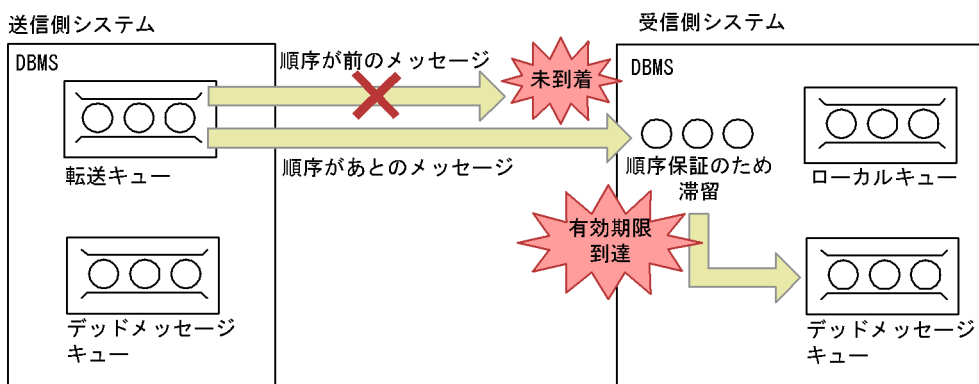 送信側システム
受信側システム
DBMS
順序が前のメッセージ
未到着
DBMS
転送キュー
順序があとのメッセージ
順序保証のため
滞留
ローカルキュー
有効期限
到達
デッドメッセージ
キュー
デッドメッセージ
キュー